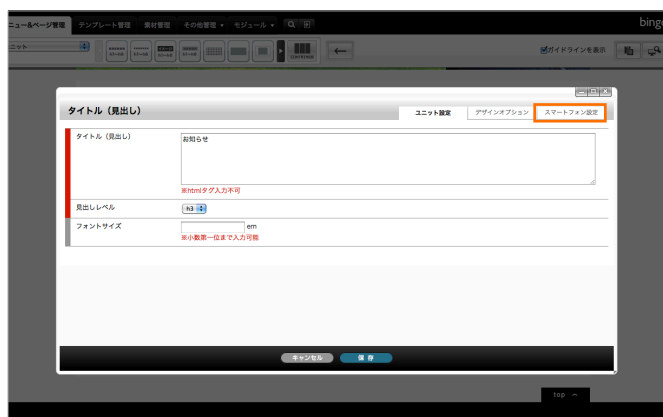 ニュー&ページ管理 テンプレート管理 素材管理 その他管理 モジュール
bingo
ニット
CONTAINER
ガイドラインを表示
タイトル（見出し）
ユニット設定 デザインオプション スマートフォン設定
タイトル（見出し）
お知らせ
※htmlタグ入力不可
見出しレベル
h3
フォントサイズ
em
※小数第一位まで入力可能
キャンセル 保存
top